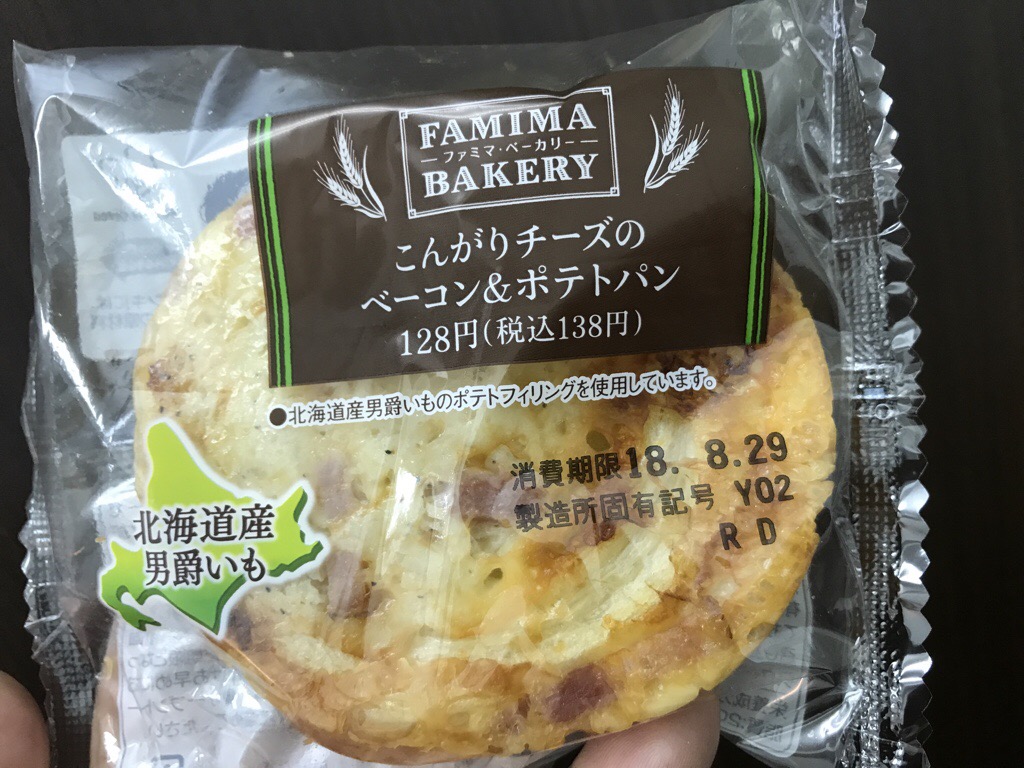 FAMIMA
ファミマ・ベーカリー
BAKERY
こんがりチーズの
ベーコン&ポテトパン
128円(税込138円)
●北海道産男爵いものポテトフィリングを使用しています。
消費期限18. 8.29
製造所固有記号 Y02
R D
北海道産
男爵いも